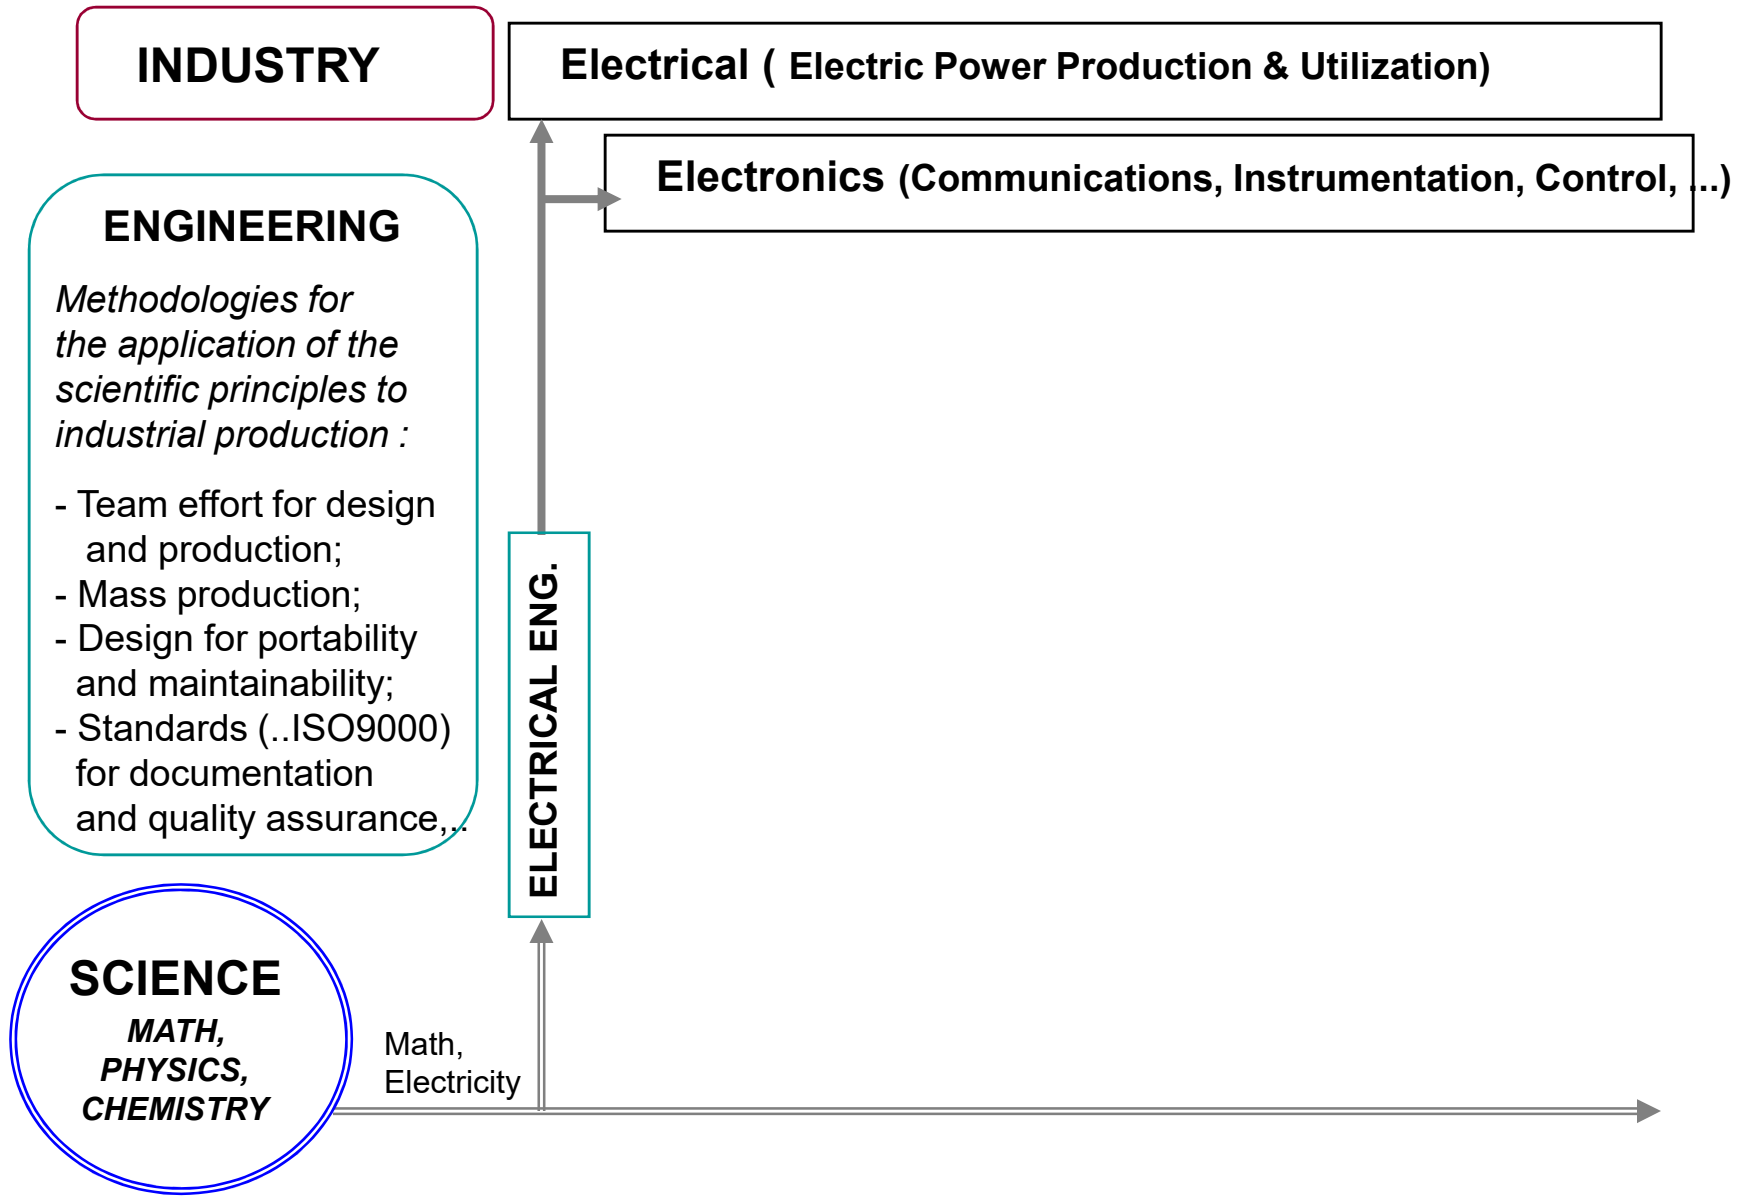 INDUSTRY
Electrical ( Electric Power Production & Utilization)
Electronics (Communications, Instrumentation, Control, ...)
ENGINEERING
Methodologies for
the application of the
scientific principles to
industrial production :
- Team effort for design
and production;
- Mass production;
- Design for portability
and maintainability;
- Standards (..ISO9000)
for documentation
and quality assurance,..
ELECTRICAL ENG.
SCIENCE
MATH,
PHYSICS,
CHEMISTRY
Math,
Electricity